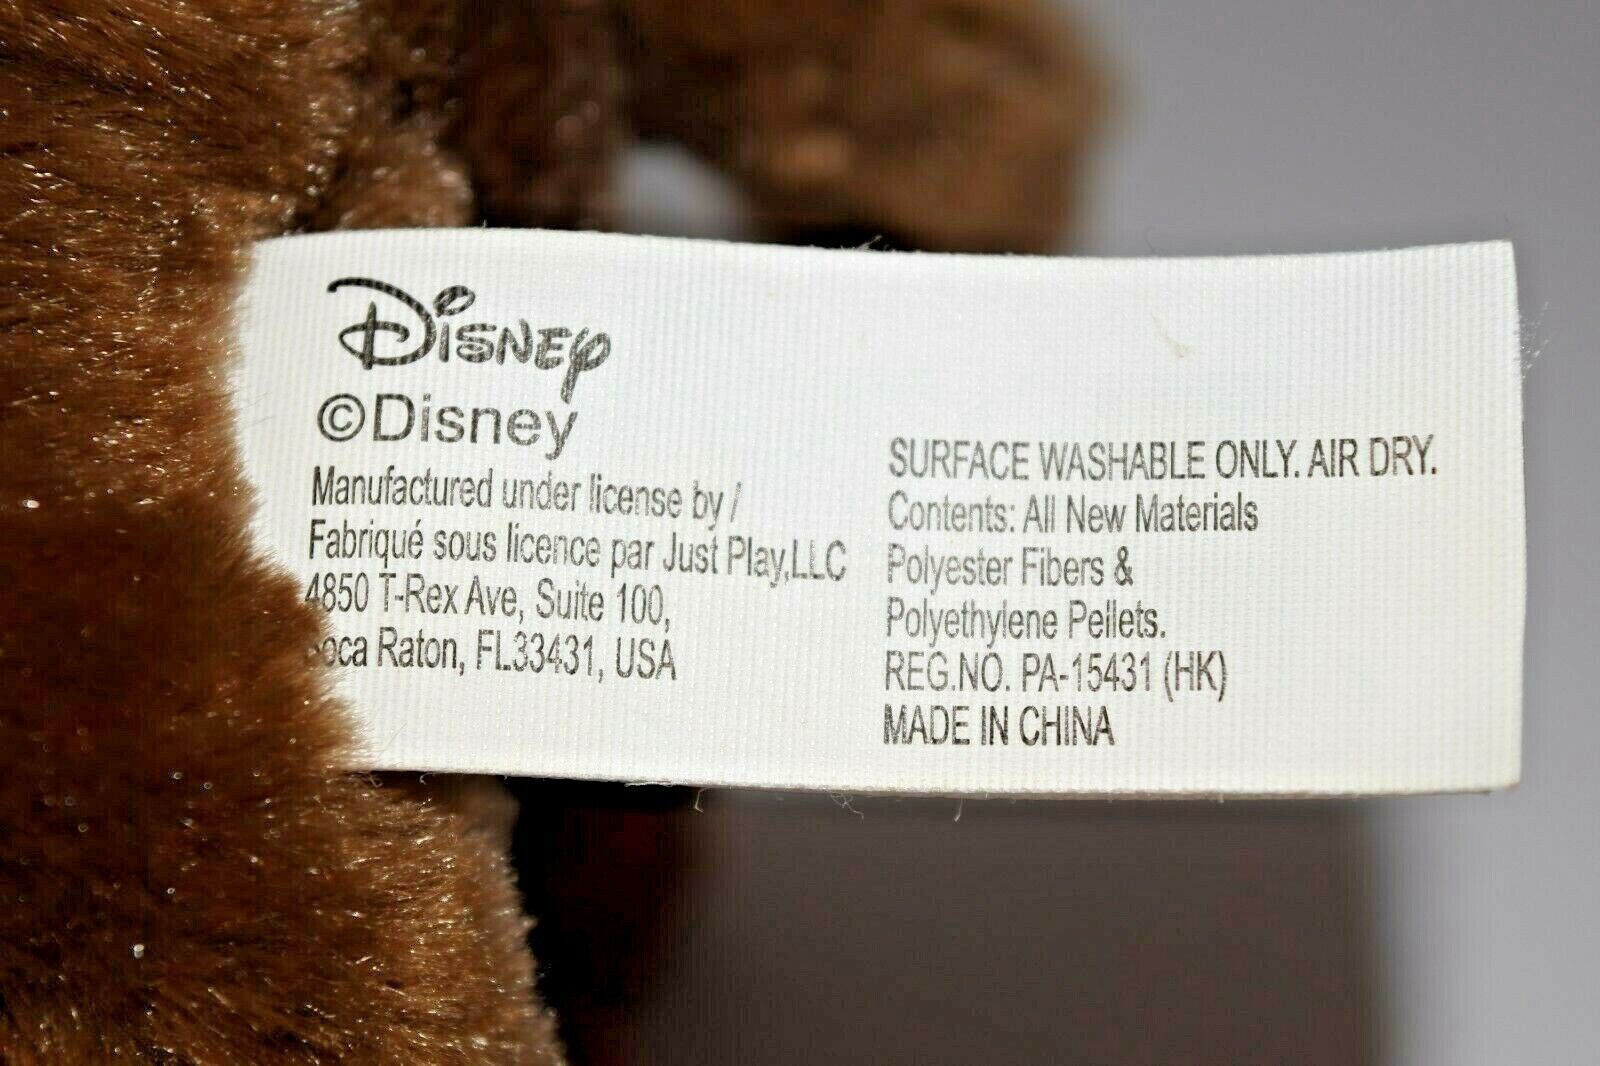 Disney
©Disney
Manufactured under license by /
Fabriqué sous licence par Just Play,LLC
4850 T-Rex Ave, Suite 100,
Raton, FL33431, USA
SURFACE WASHABLE ONLY. AIR DRY.
Contents: All New Materials
Polyester Fibers &
Polyethylene Pellets.
REG.NO. PA-15431 (HK)
MADE IN CHINA